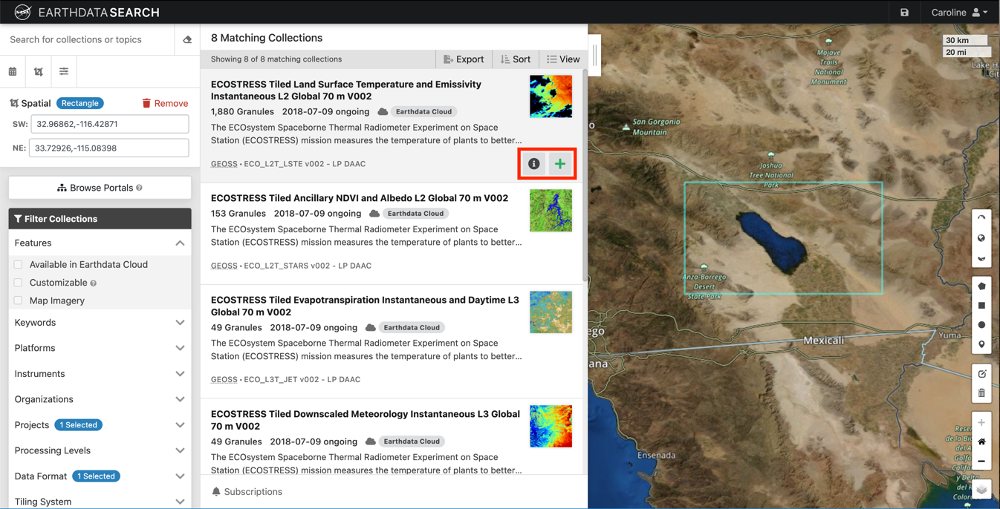 NASA
EARTHDATA SEARCH
Caroline
Search for collections or topics
Spatial Rectangle Remove
SW: 32.96862,-116.42871
NE: 33.72926,-115.08398
Browse Portals
Filter Collections
Features
Available in Earthdata Cloud
Customizable
Map Imagery
Keywords
Platforms
Instruments
Organizations
Projects 1 Selected
Processing Levels
Data Format 1 Selected
Tiling System
8 Matching Collections
Showing 8 of 8 matching collections
Export Sort View
ECOSTRESS Tiled Land Surface Temperature and Emissivity
Instantaneous L2 Global 70 m V002
1,880 Granules 2018-07-09 ongoing Earthdata Cloud
The ECOsystem Spaceborne Thermal Radiometer Experiment on Space
Station (ECOSTRESS) mission measures the temperature of plants to better...
GEOSS • ECO_L2T_LSTE v002 - LP DAAC
ECOSTRESS Tiled Ancillary NDVI and Albedo L2 Global 70 m V002
153 Granules 2018-07-09 ongoing Earthdata Cloud
The ECOsystem Spaceborne Thermal Radiometer Experiment on Space
Station (ECOSTRESS) mission measures the temperature of plants to better...
GEOSS • ECO_L2T_STARS v002 - LP DAAC
ECOSTRESS Tiled Evapotranspiration Instantaneous and Daytime L3
Global 70 m V002
49 Granules 2018-07-09 ongoing Earthdata Cloud
The ECOsystem Spaceborne Thermal Radiometer Experiment on Space
Station (ECOSTRESS) mission measures the temperature of plants to better...
GEOSS • ECO_L3T_JET v002 - LP DAAC
ECOSTRESS Tiled Downscaled Meteorology Instantaneous L3 Global
70 m V002
49 Granules 2018-07-09 ongoing Earthdata Cloud
The ECOsystem Spaceborne Thermal Radiometer Experiment on Space
Station (ECOSTRESS) mission measures the temperature of plants to better...
Subscriptions
30 km
20 mi
Mojave
Trails
National
Monument
Lake H
Cit
San Gorgonio
Mountain
o
Joshua
Tree National
Park
Anza-Borrego
Desert
State Park
ego
Mexicali
Yuma
ana
Ensenada
Rese
de la Bio
del A
Golfo
Califor
y Delta
del R
Colora